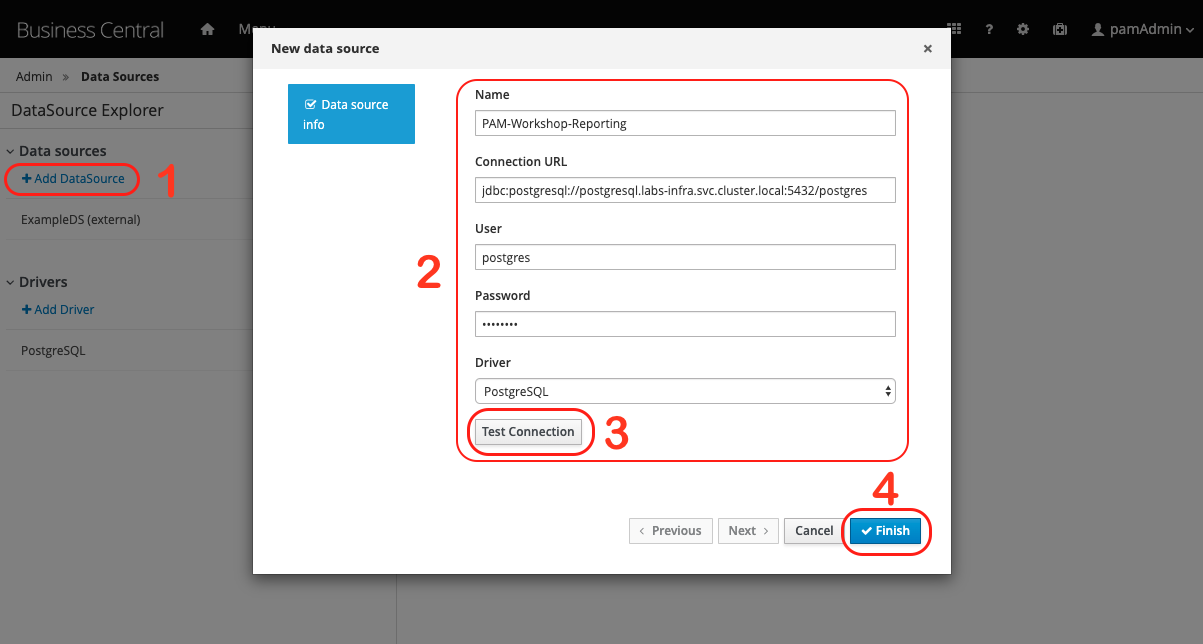 Business Central
Menu
?
pamAdmin
Admin » Data Sources
DataSource Explorer
Data sources
+ Add DataSource
1
ExampleDS (external)
Drivers
+ Add Driver
PostgreSQL
New data source
×
Data source
info
2
Name
PAM-Workshop-Reporting
Connection URL
jdbc:postgresql://postgresql.labs-infra.svc.cluster.local:5432/postgres
User
postgres
Password
••••••••
Driver
PostgreSQL
Test Connection
3
4
‹ Previous
Next ›
Cancel
Finish